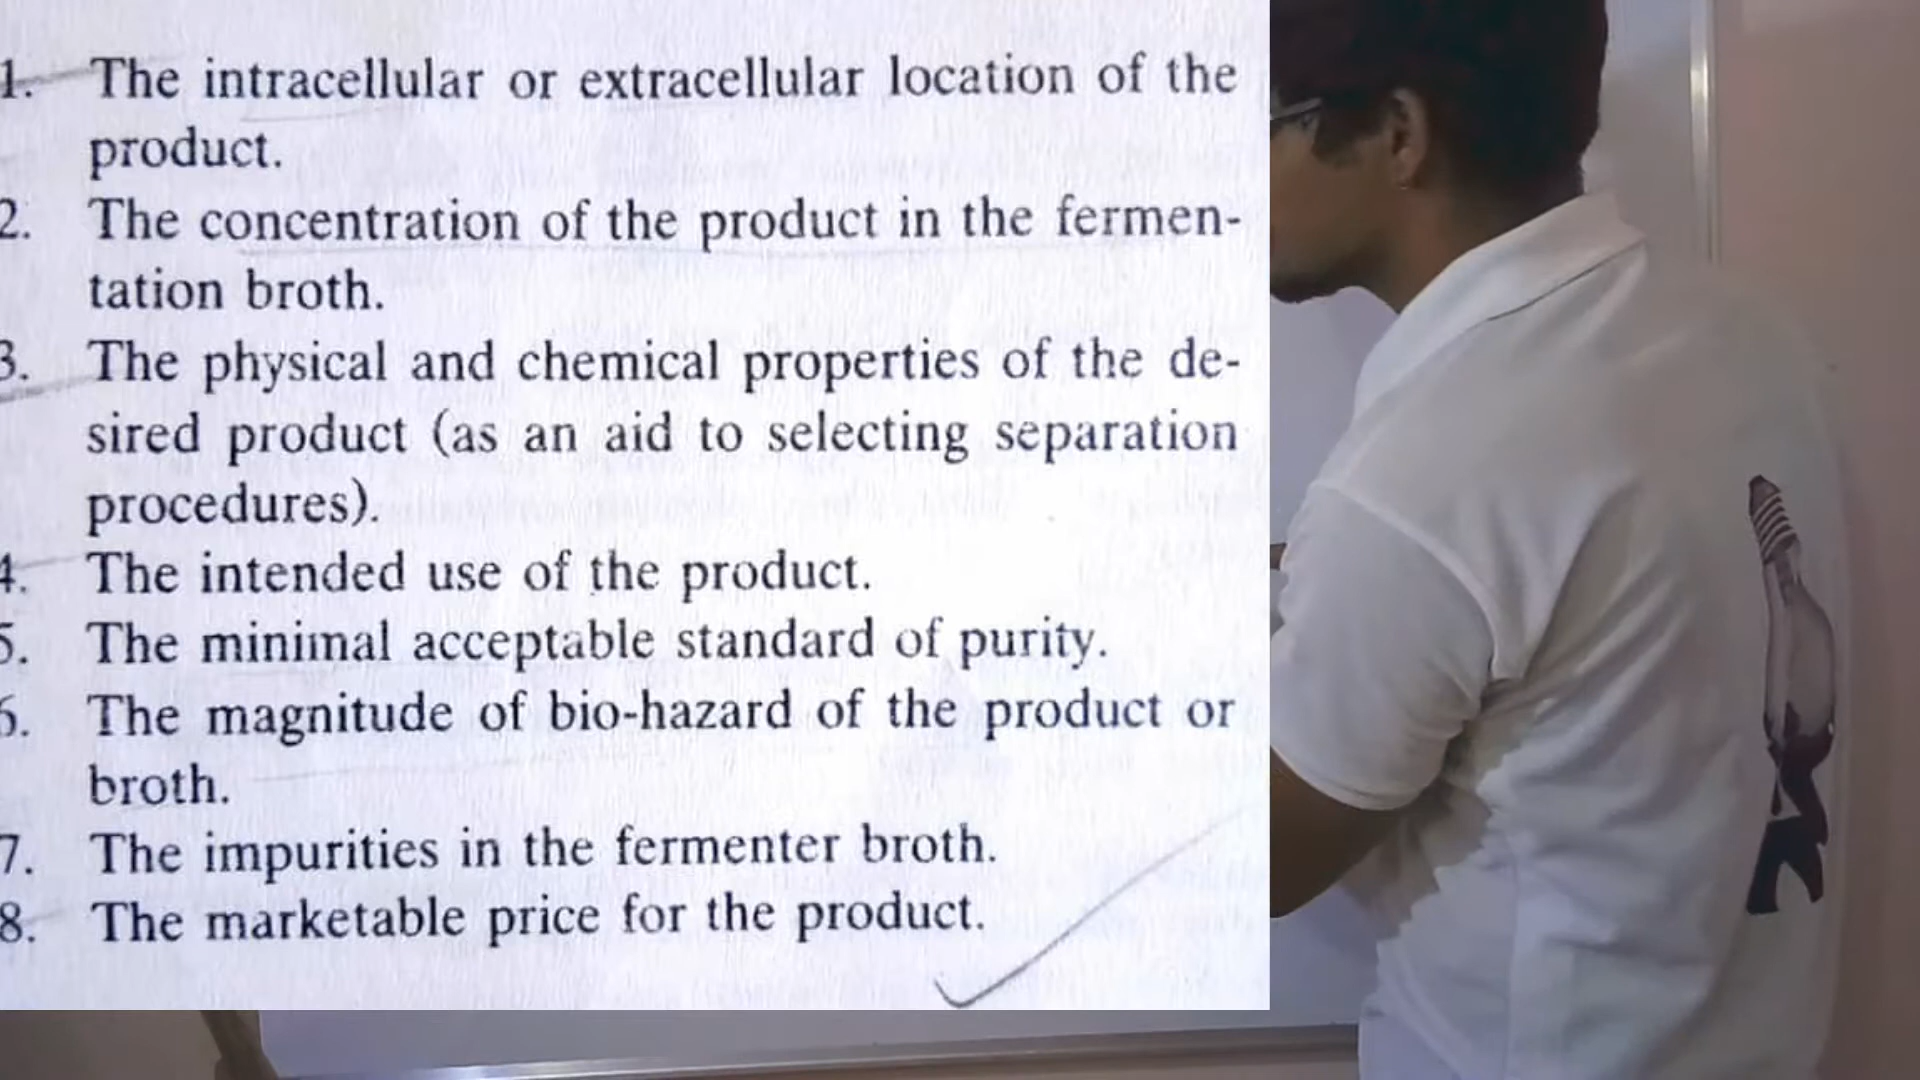 1. The intracellular or extracellular location of the
product.
2. The concentration of the product in the fermen-
tation broth.
3. The physical and chemical properties of the de-
sired product (as an aid to selecting separation
procedures).
4. The intended use of the product.
5. The minimal acceptable standard of purity.
6. The magnitude of bio-hazard of the product or
broth.
7. The impurities in the fermenter broth.
8. The marketable price for the product.